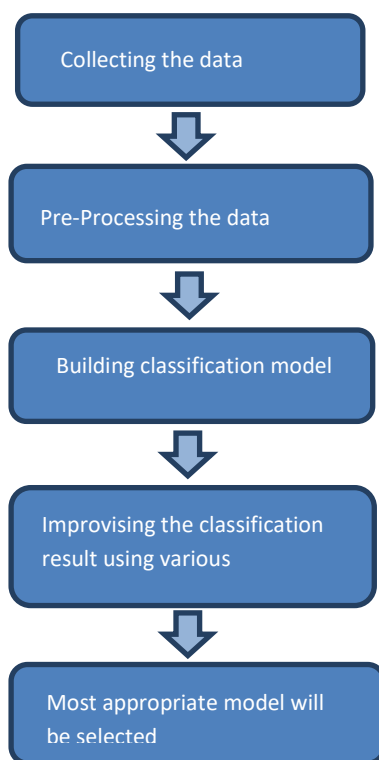 Collecting the data
Pre-Processing the data
Building classification model
Improvising the classification
result using various
Most appropriate model will
be selected